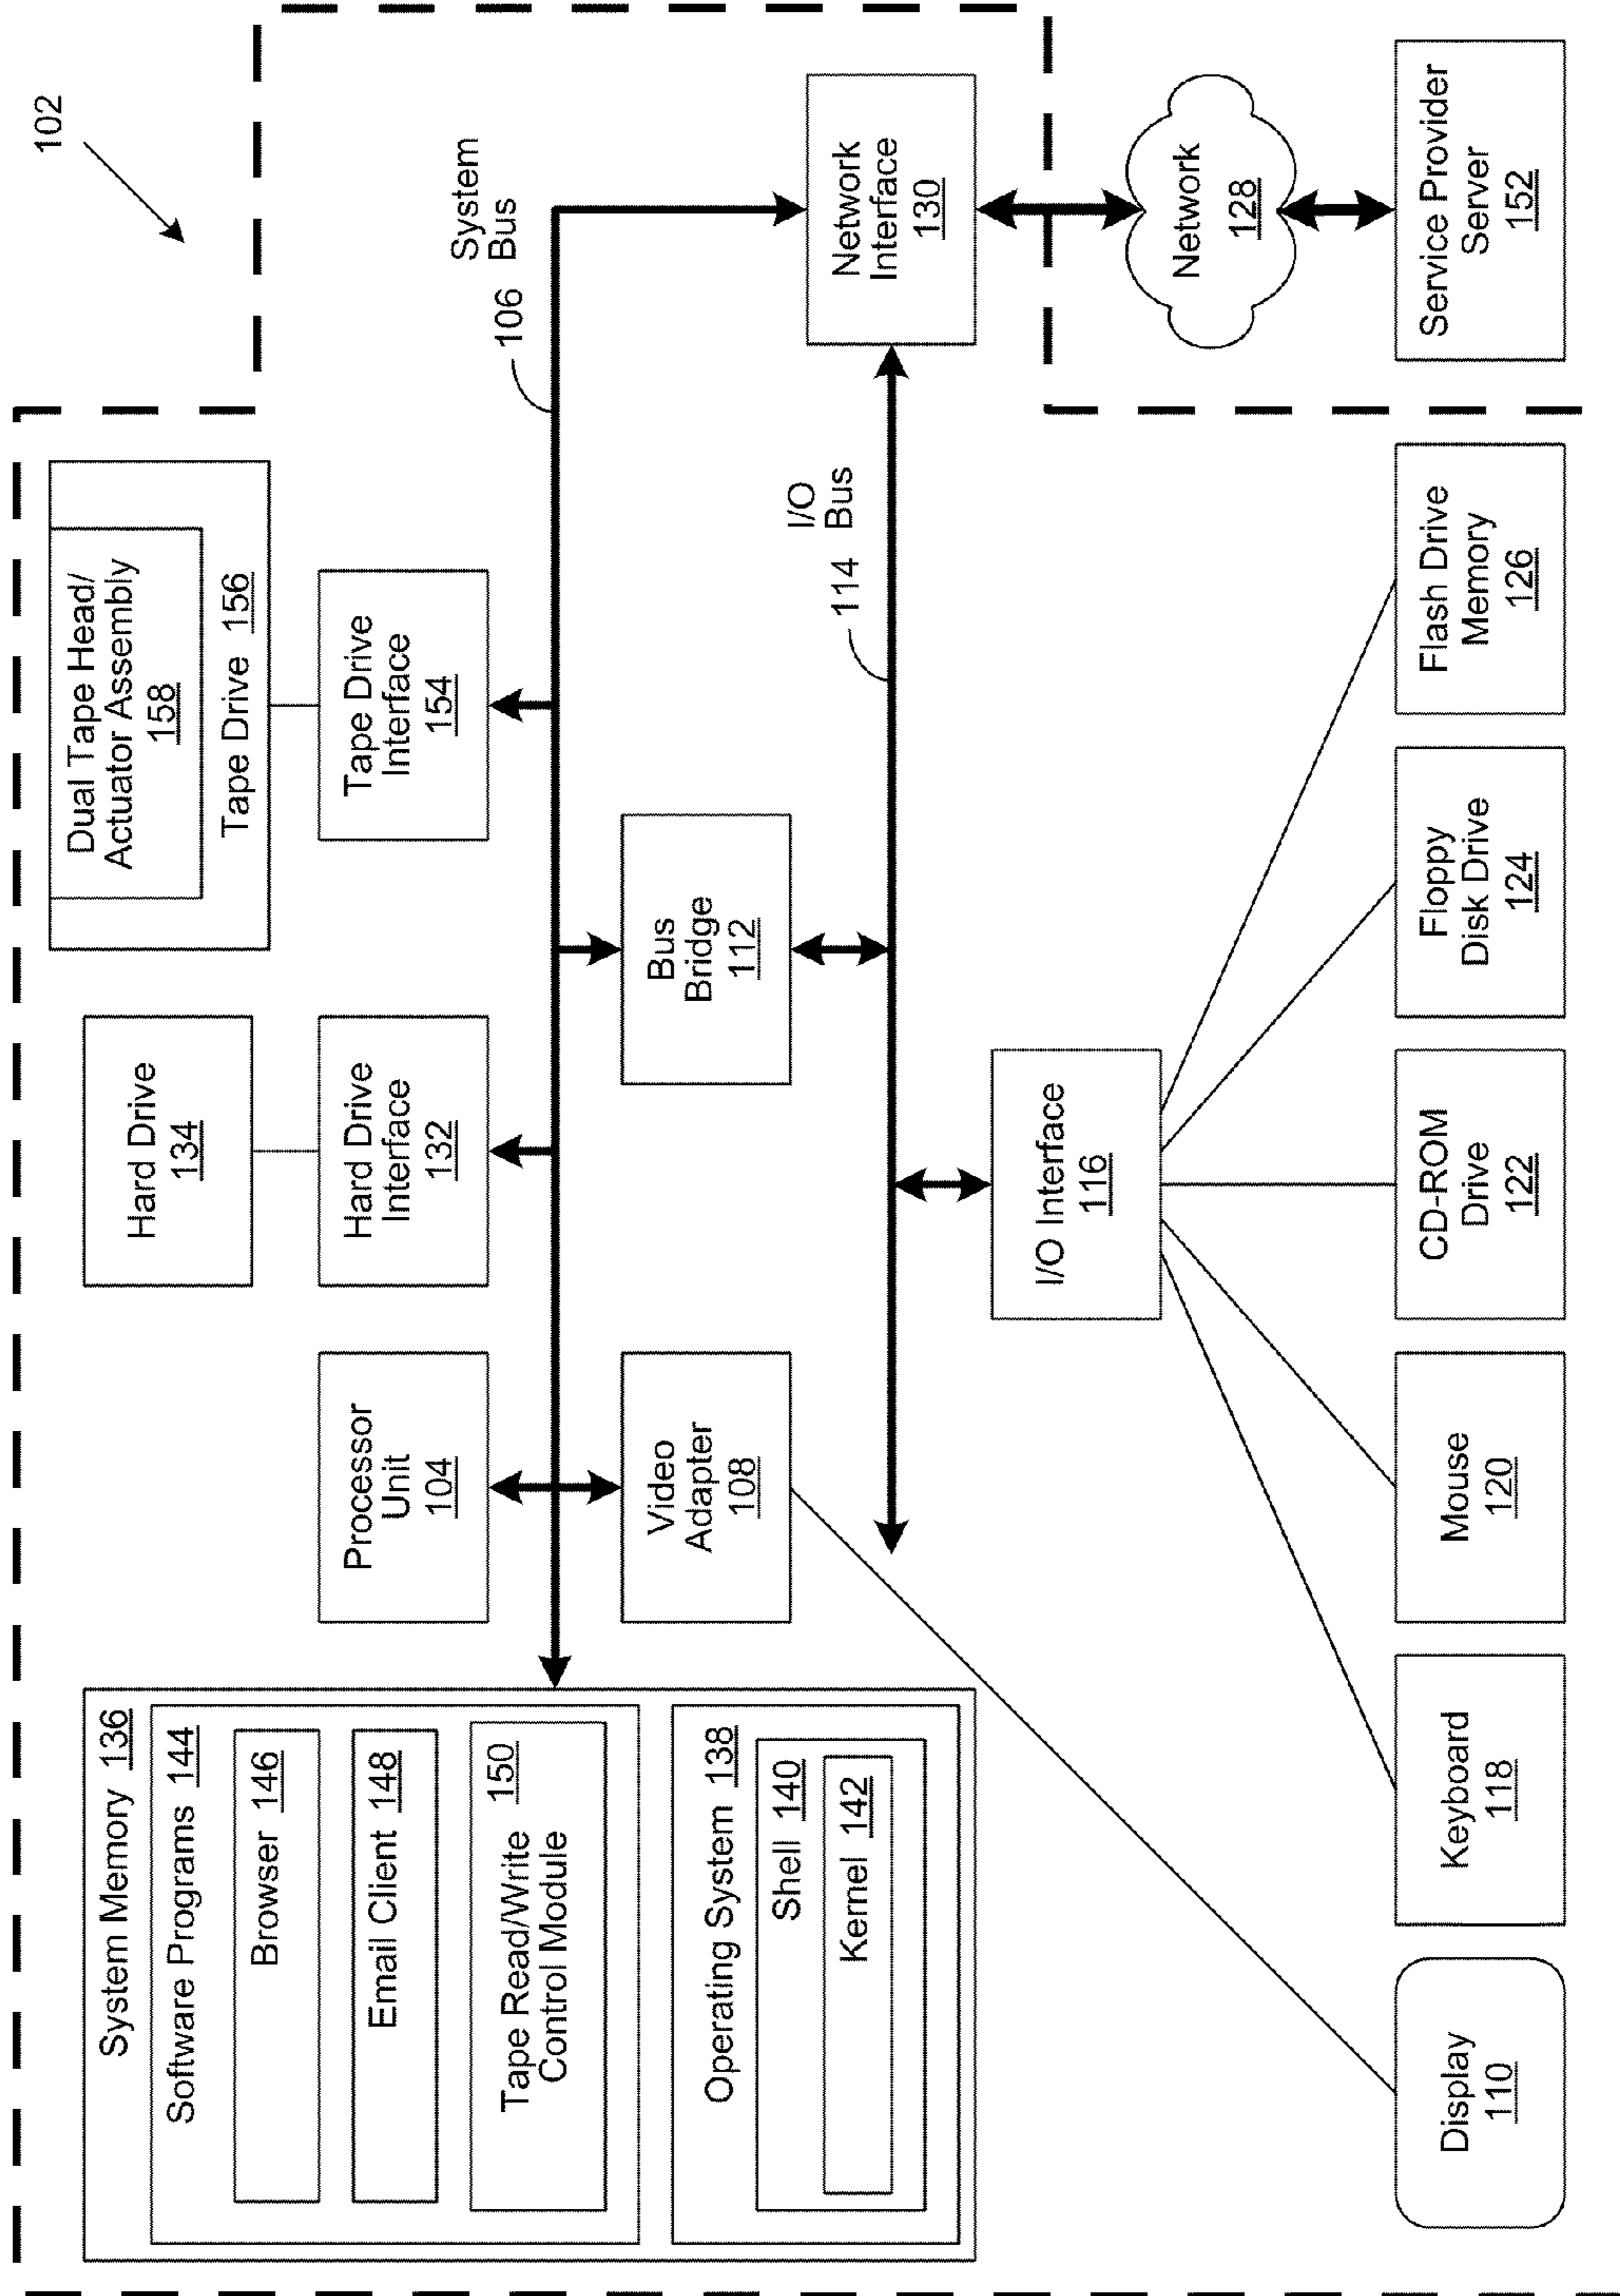 102
System Memory 136
Software Programs 144
Browser 146
Email Client 148
Tape Read/Write
Control Module
150
Operating System 138
Shell 140
Kernel 142
Processor
Unit
104
Video
Adapter
108
Hard Drive
134
Hard Drive
Interface
132
Dual Tape Head/
Actuator Assembly
158
Tape Drive 156
Tape Drive
Interface
154
System
Bus
106
Bus
Bridge
112
I/O
Bus
114
Network
Interface
130
I/O Interface
116
Network
128
Display
110
Keyboard
118
Mouse
120
CD-ROM
Drive
122
Floppy
Disk Drive
124
Flash Drive
Memory
126
Service Provider
Server
152